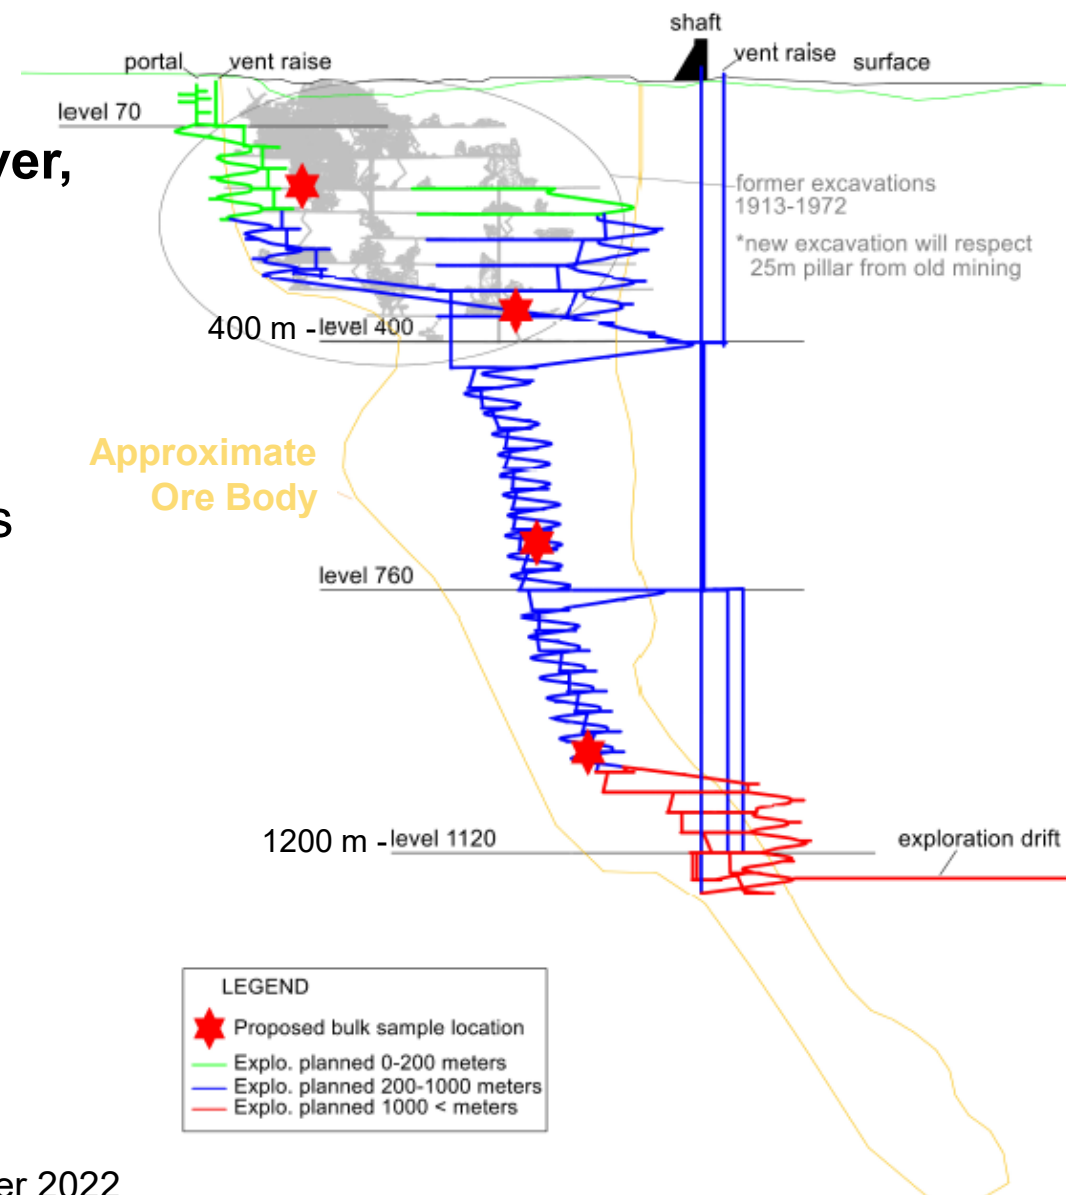 shaft
portal
vent raise
vent raise
surface
level 70
yer,
former excavations
1913-1972
*new excavation will respect
25m pillar from old mining
400 m -
level 400
Approximate
Ore Body
s
level 760
1200 m -
level 1120
exploration drift
LEGEND
Proposed bulk sample location
Explo. planned 0-200 meters
Explo. planned 200-1000 meters
Explo. planned 1000 < meters
er 2022